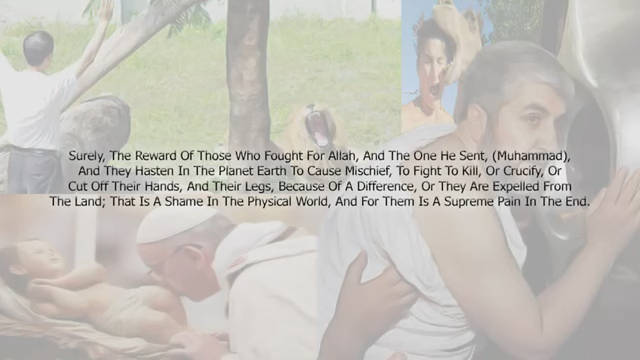 Surely, The Reward Of Those Who Fought For Allah, And The One He Sent, (Muhammad),
And They Hasten In The Planet Earth To Cause Mischief, To Fight To Kill, Or Crucify, Or
Cut Off Their Hands, And Their Legs, Because Of A Difference, Or They Are Expelled From
The Land; That Is A Shame In The Physical World, And For Them Is A Supreme Pain In The End.